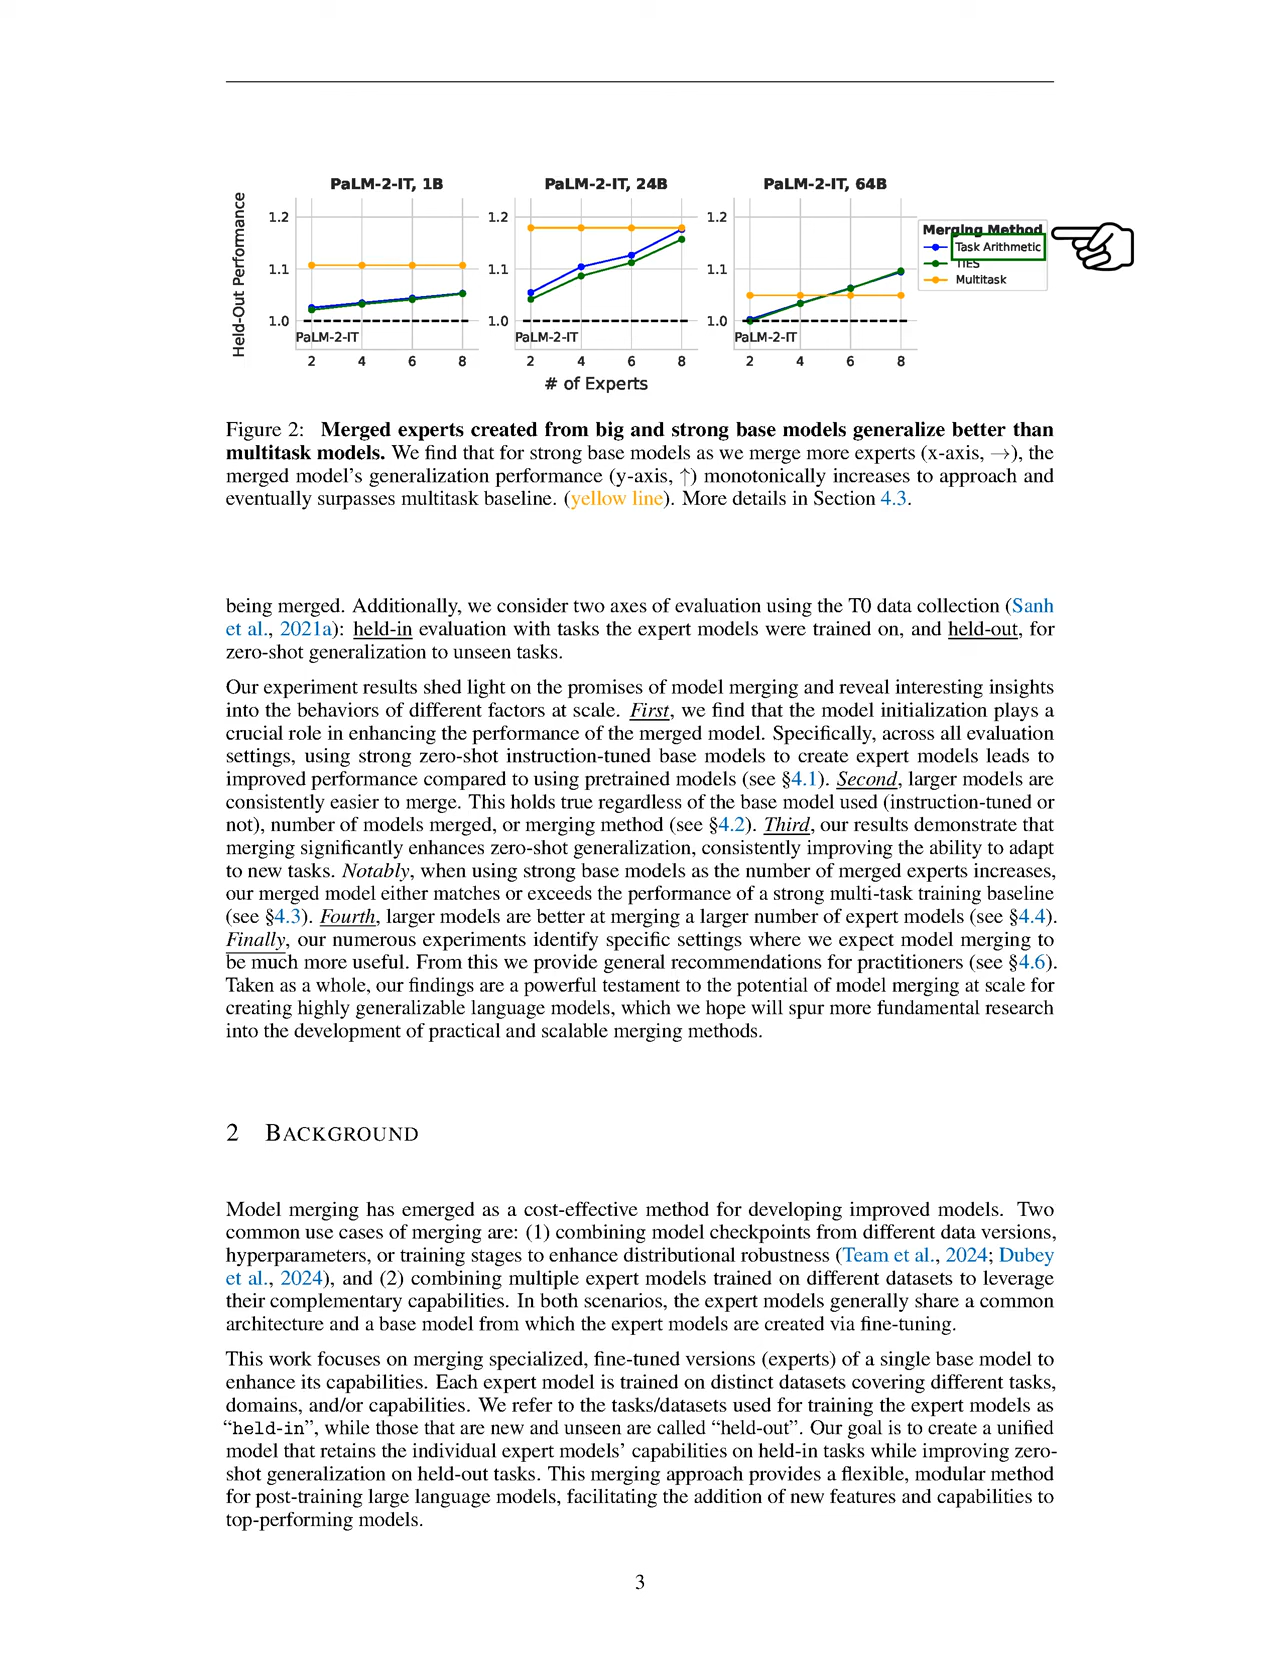 PaLM-2-IT, 1B PaLM-2-IT, 24B PaLM-2-IT, 64B
Held-Out Performance
1.2 1.2 1.2
1.1 1.1 1.1
1.0 1.0 1.0
PaLM-2-IT PaLM-2-IT PaLM-2-IT
2 4 6 8 2 4 6 8 2 4 6 8
# of Experts
Merging Method
Task Arithmetic
TIES
Multitask
Figure 2: Merged experts created from big and strong base models generalize better than
multitask models. We find that for strong base models as we merge more experts (x-axis, →), the
merged model's generalization performance (y-axis, ↑) monotonically increases to approach and
eventually surpasses multitask baseline. (yellow line). More details in Section 4.3.
being merged. Additionally, we consider two axes of evaluation using the T0 data collection (Sanh
et al., 2021a): held-in evaluation with tasks the expert models were trained on, and held-out, for
zero-shot generalization to unseen tasks.
Our experiment results shed light on the promises of model merging and reveal interesting insights
into the behaviors of different factors at scale. First, we find that the model initialization plays a
crucial role in enhancing the performance of the merged model. Specifically, across all evaluation
settings, using strong zero-shot instruction-tuned base models to create expert models leads to
improved performance compared to using pretrained models (see §4.1). Second, larger models are
consistently easier to merge. This holds true regardless of the base model used (instruction-tuned or
not), number of models merged, or merging method (see §4.2). Third, our results demonstrate that
merging significantly enhances zero-shot generalization, consistently improving the ability to adapt
to new tasks. Notably, when using strong base models as the number of merged experts increases,
our merged model either matches or exceeds the performance of a strong multi-task training baseline
(see §4.3). Fourth, larger models are better at merging a larger number of expert models (see §4.4).
Finally, our numerous experiments identify specific settings where we expect model merging to
be much more useful. From this we provide general recommendations for practitioners (see §4.6).
Taken as a whole, our findings are a powerful testament to the potential of model merging at scale for
creating highly generalizable language models, which we hope will spur more fundamental research
into the development of practical and scalable merging methods.
2 BACKGROUND
Model merging has emerged as a cost-effective method for developing improved models. Two
common use cases of merging are: (1) combining model checkpoints from different data versions,
hyperparameters, or training stages to enhance distributional robustness (Team et al., 2024; Dubey
et al., 2024), and (2) combining multiple expert models trained on different datasets to leverage
their complementary capabilities. In both scenarios, the expert models generally share a common
architecture and a base model from which the expert models are created via fine-tuning.
This work focuses on merging specialized, fine-tuned versions (experts) of a single base model to
enhance its capabilities. Each expert model is trained on distinct datasets covering different tasks,
domains, and/or capabilities. We refer to the tasks/datasets used for training the expert models as
“held-in”, while those that are new and unseen are called “held-out”. Our goal is to create a unified
model that retains the individual expert models' capabilities on held-in tasks while improving zero-
shot generalization on held-out tasks. This merging approach provides a flexible, modular method
for post-training large language models, facilitating the addition of new features and capabilities to
top-performing models.
3